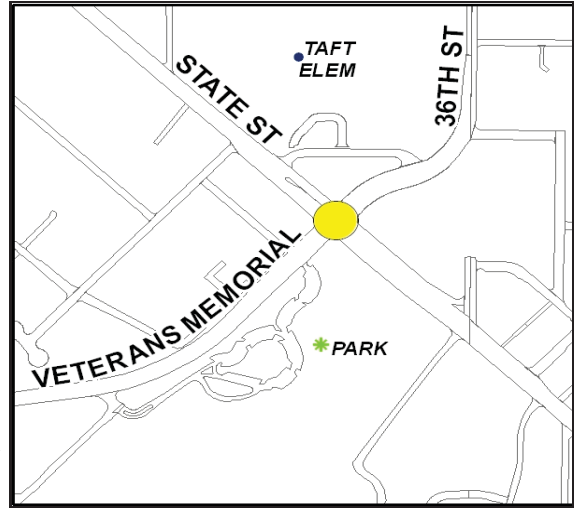 TAFT
ELEM
STATE ST
36TH ST
VETERANS MEMORIAL
PARK